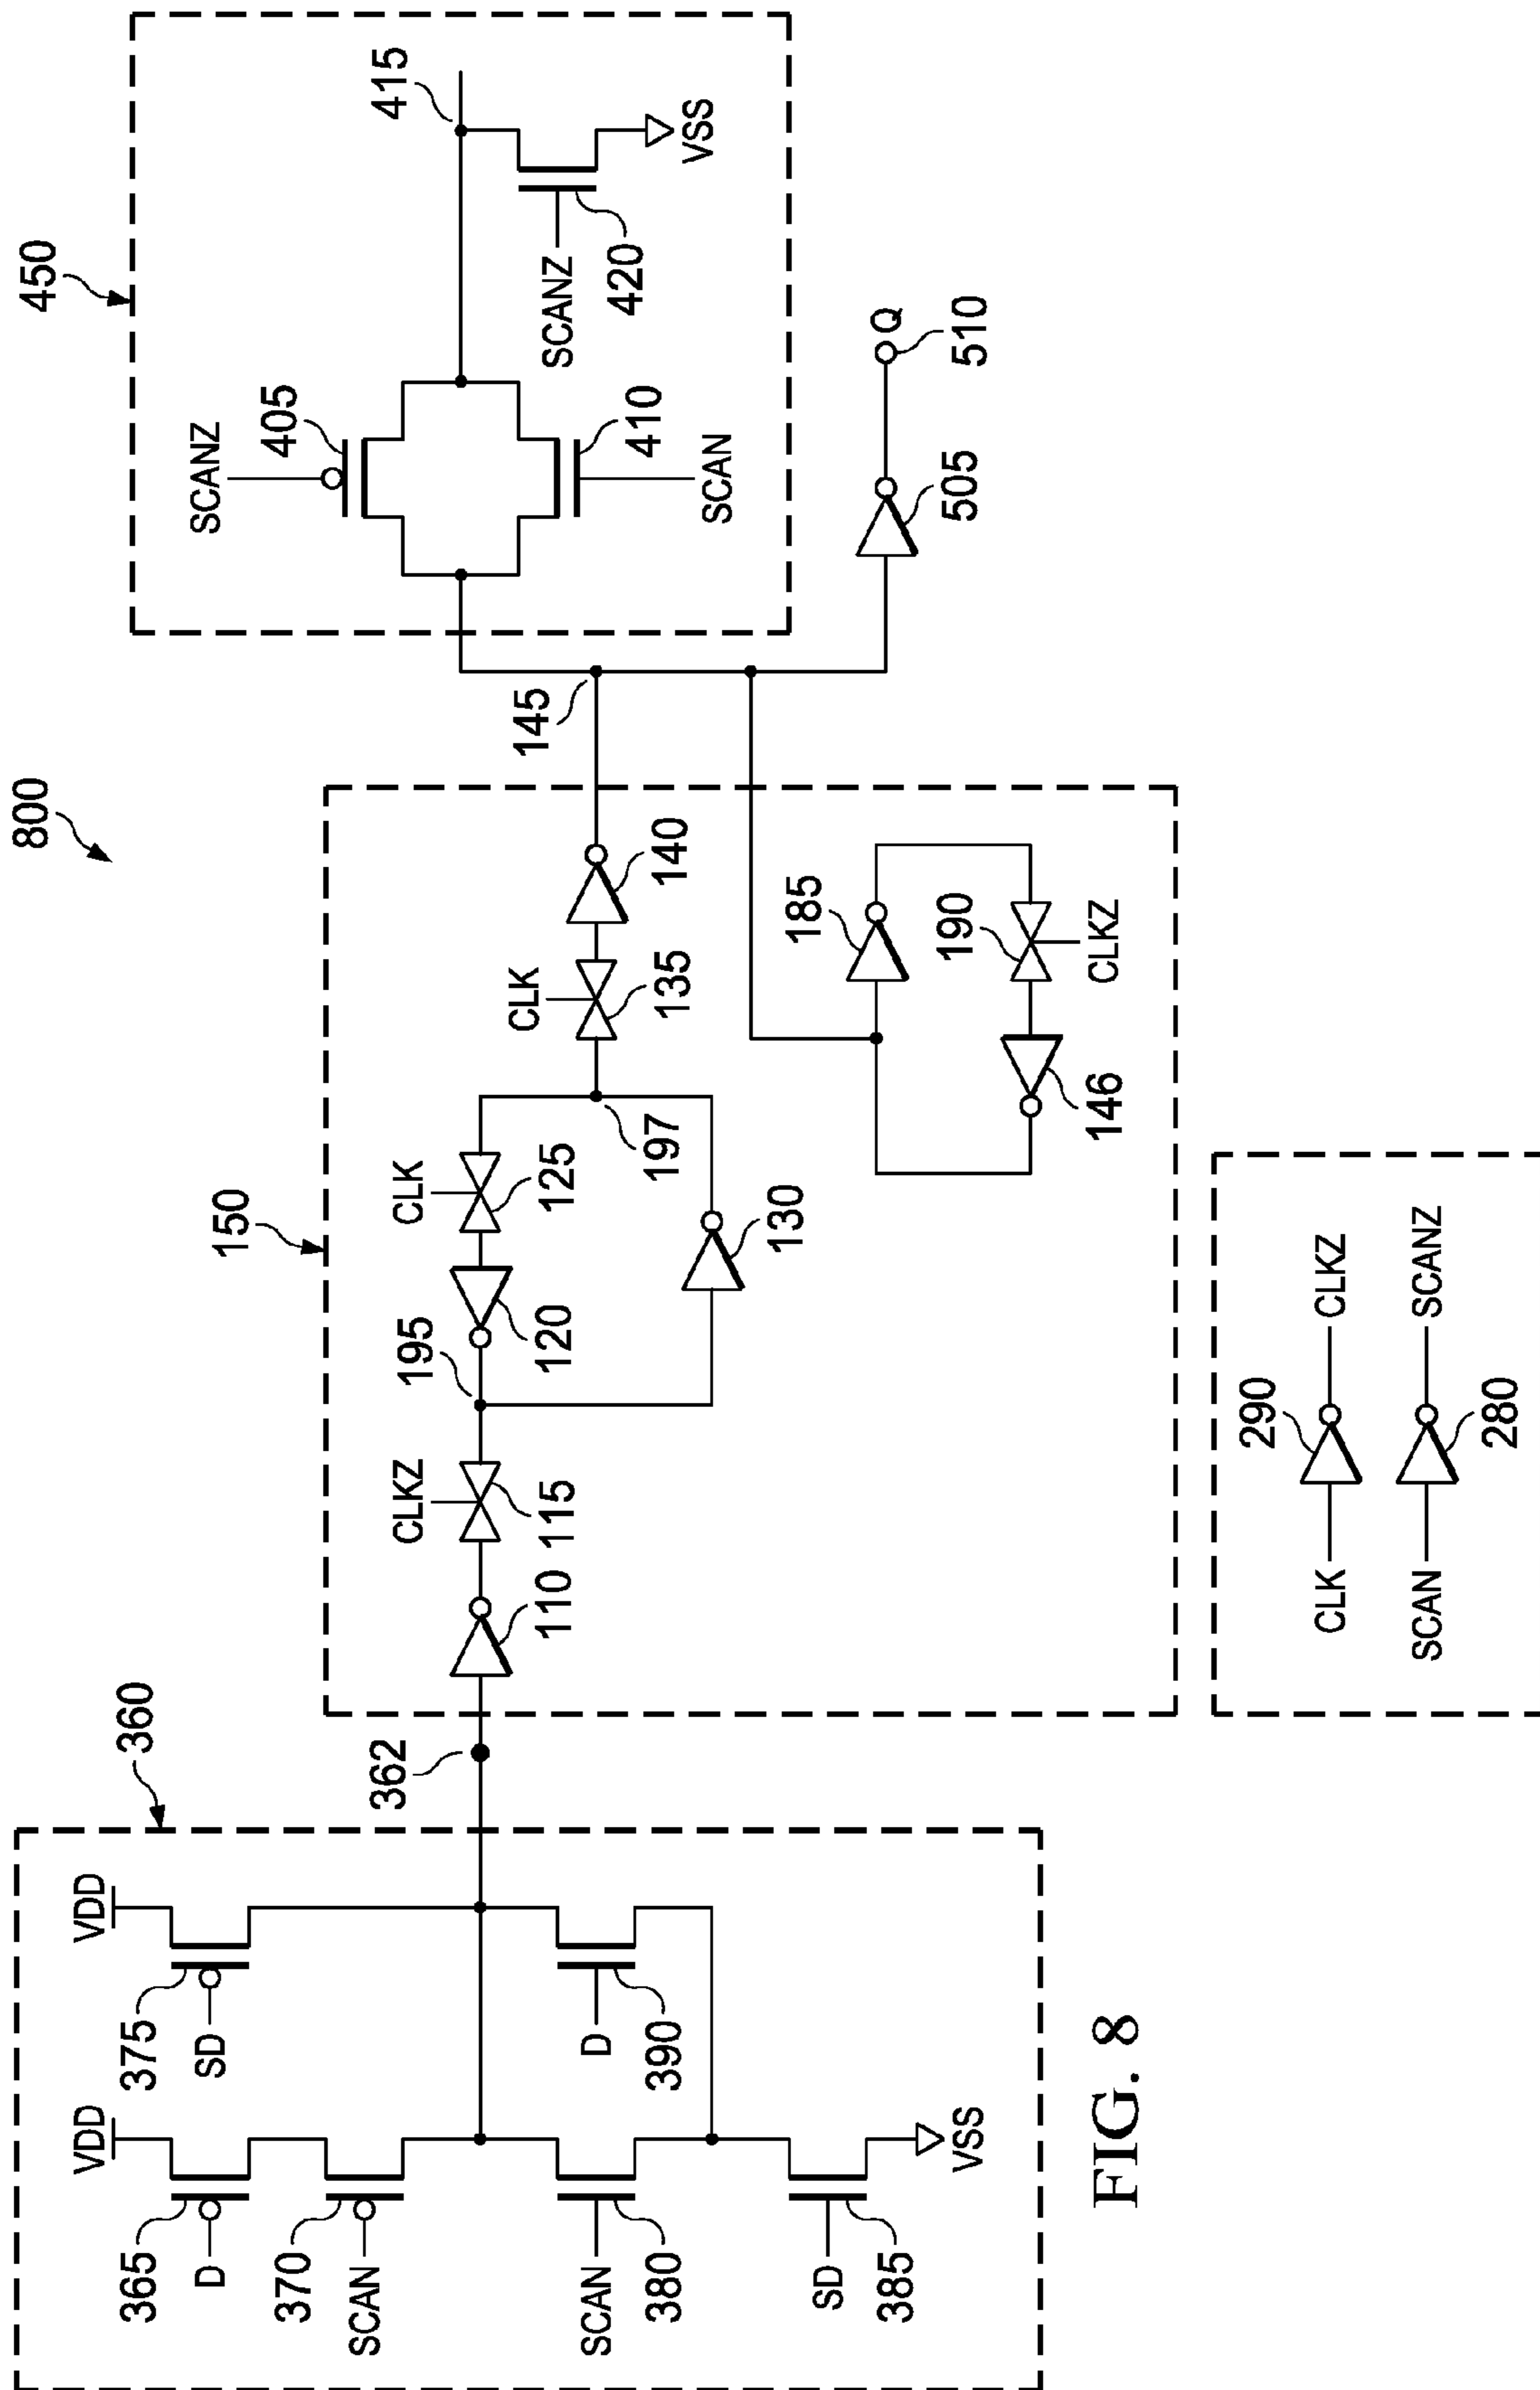 800
360
VDD
VDD
365
D
375
SD
370
SCAN
362
SCAN
380
D
390
SD
385
VSS
150
CLKZ
110
115
195
CLK
120
125
130
197
CLK
135
140
185
190
CLKZ
146
145
450
SCANZ
405
410
SCAN
415
SCANZ
420
VSS
505
Q
510
290
CLK
CLKZ
SCAN
SCANZ
280
FIG. 8